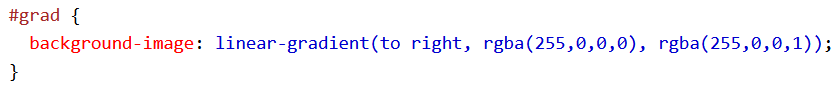 #grad {
  background-image: linear-gradient(to right, rgba(255,0,0,0), rgba(255,0,0,1));
}